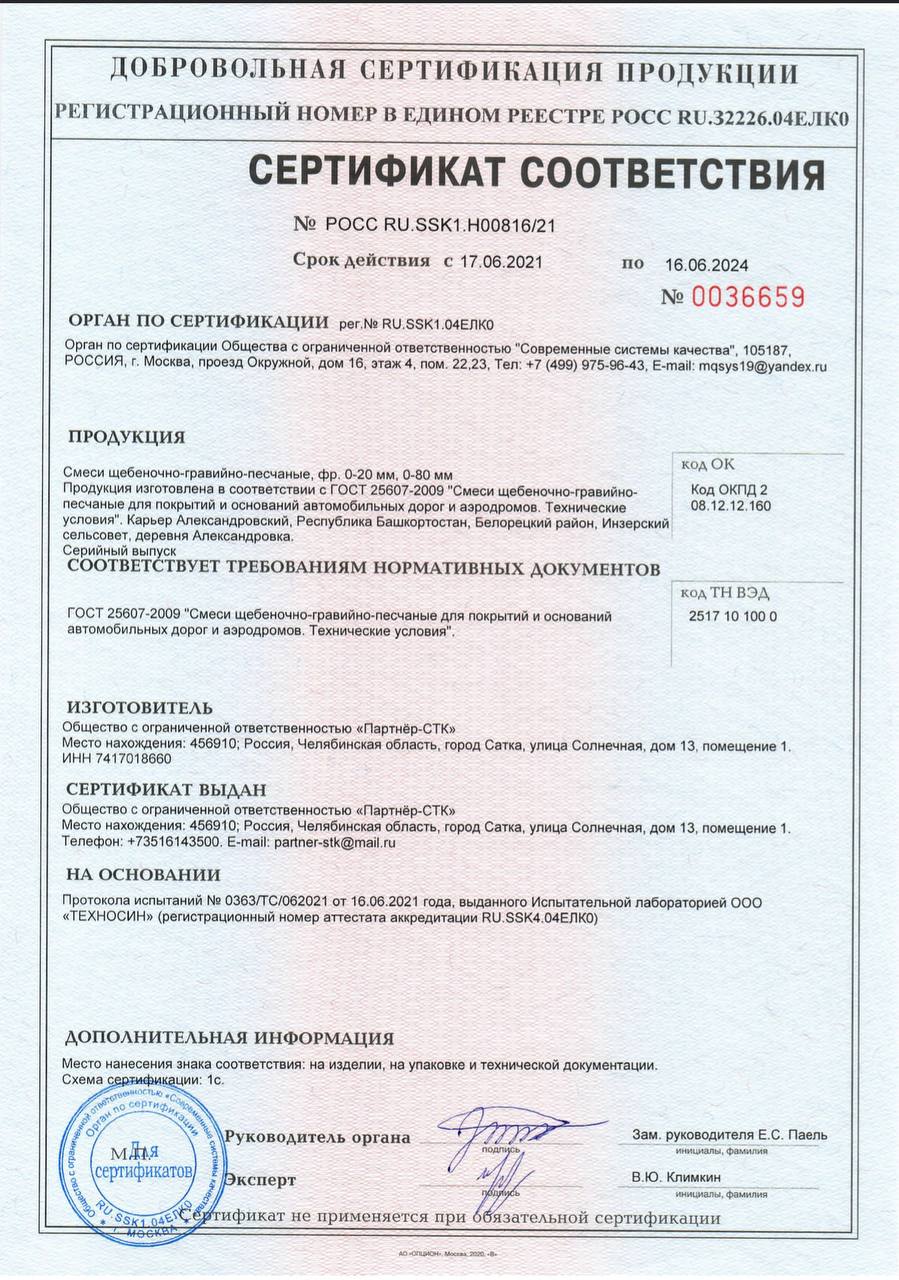 ДОБРОВОЛЬНАЯ СЕРТИФИКАЦИЯ ПРОДУКЦИИ
РЕГИСТРАЦИОННЫЙ НОМЕР В ЕДИНОМ РЕЕСТРЕ РОСС RU.32226.04ЕЛК0
СЕРТИФИКАТ СООТВЕТСТВИЯ
№ РОСС RU.SSK1.H00816/21
Срок действия с 17.06.2021 по 16.06.2024
№ 0036659
ОРГАН ПО СЕРТИФИКАЦИИ рег.№ RU.SSK1.04ЕЛК0
Орган по сертификации Общества с ограниченной ответственностью "Современные системы качества", 105187,
РОССИЯ, г. Москва, проезд Окружной, дом 16, этаж 4, пом. 22,23, Тел: +7 (499) 975-96-43, E-mail: mqsys19@yandex.ru
ПРОДУКЦИЯ
код ОК
Смеси щебеночно-гравийно-песчаные, фр. 0-20 мм, 0-80 мм
Продукция изготовлена в соответствии с ГОСТ 25607-2009 "Смеси щебеночно-гравийно-
Код ОКПД 2
песчаные для покрытий и оснований автомобильных дорог и аэродромов. Технические
08.12.12.160
условия". Карьер Александровский, Республика Башкортостан, Белорецкий район, Инзерский
сельсовет, деревня Александровка.
Серийный выпуск
СООТВЕТСТВУЕТ ТРЕБОВАНИЯМ НОРМАТИВНЫХ ДОКУМЕНТОВ
код ТН ВЭД
ГОСТ 25607-2009 "Смеси щебеночно-гравийно-песчаные для покрытий и оснований
2517 10 100 0
автомобильных дорог и аэродромов. Технические условия".
ИЗГОТОВИТЕЛЬ
Общество с ограниченной ответственностью «Партнёр-СТК»
Место нахождения: 456910; Россия, Челябинская область, город Сатка, улица Солнечная, дом 13, помещение 1.
ИНН 7417018660
СЕРТИФИКАТ ВЫДАН
Общество с ограниченной ответственностью «Партнёр-СТК»
Место нахождения: 456910; Россия, Челябинская область, город Сатка, улица Солнечная, дом 13, помещение 1.
Телефон: +73516143500. E-mail: partner-stk@mail.ru
НА ОСНОВАНИИ
Протокола испытаний № 0363/ТС/062021 от 16.06.2021 года, выданного Испытательной лабораторией ООО
«ТЕХНОСИН» (регистрационный номер аттестата аккредитации RU.SSK4.04ЕЛК0)
ДОПОЛНИТЕЛЬНАЯ ИНФОРМАЦИЯ
Место нанесения знака соответствия: на изделии, на упаковке и технической документации.
Схема сертификации: 1с.
Общество с ограниченной ответственностью «Современные системы качества»
Орган по сертификации
М.П.
Для
сертификатов
RU.SSK1.04ЕЛК0
* г. МОСКВА *
Руководитель органа
подпись
Зам. руководителя Е.С. Паель
инициалы, фамилия
Эксперт
подпись
В.Ю. Климкин
инициалы, фамилия
Сертификат не применяется при обязательной сертификации
АО «ОПЦИОН», Москва, 2020, «В»